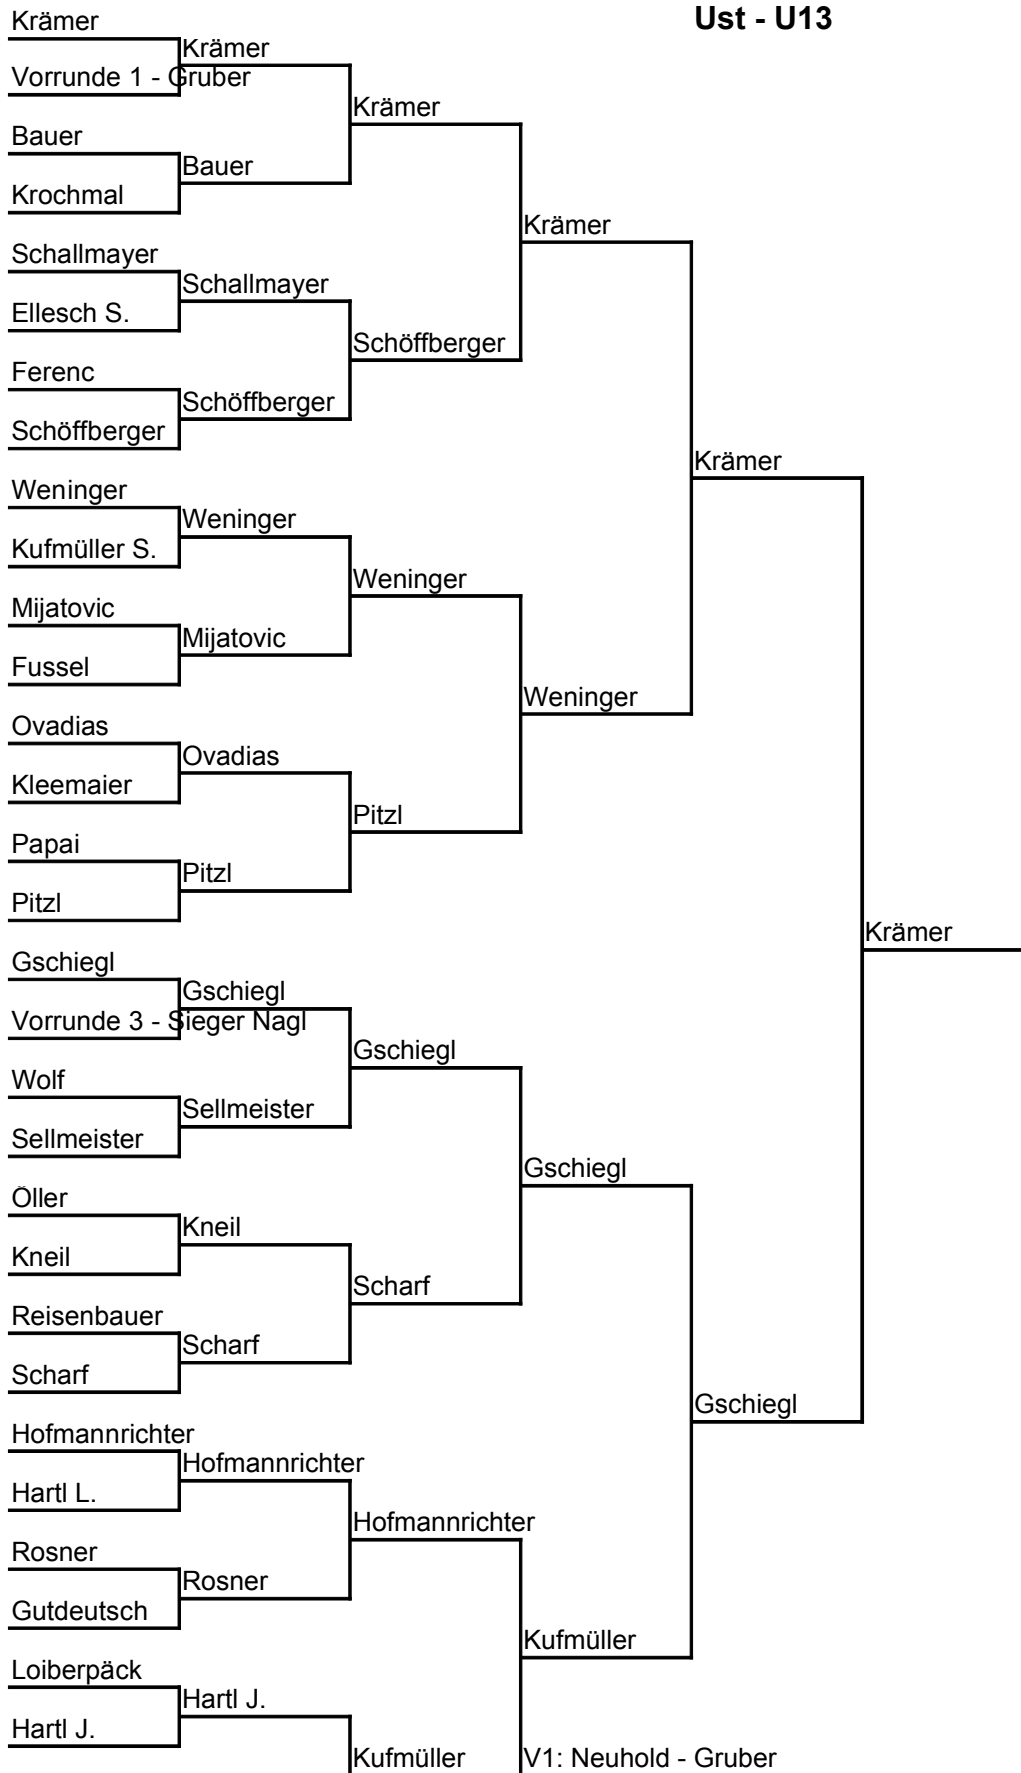 Ust - U13
Krämer
Krämer
Vorrunde 1 - Gruber
Krämer
Bauer
Bauer
Krochmal
Krämer
Schallmayer
Schallmayer
Ellesch S.
Schöffberger
Ferenc
Schöffberger
Schöffberger
Krämer
Weninger
Weninger
Kufmüller S.
Weninger
Mijatovic
Mijatovic
Fussel
Weninger
Ovadias
Ovadias
Kleemaier
Pitzl
Papai
Pitzl
Pitzl
Krämer
Gschiegl
Gschiegl
Vorrunde 3 - Sieger Nagl
Gschiegl
Wolf
Sellmeister
Sellmeister
Gschiegl
Öller
Kneil
Kneil
Scharf
Reisenbauer
Scharf
Scharf
Gschiegl
Hofmannrichter
Hofmannrichter
Hartl L.
Hofmannrichter
Rosner
Rosner
Gutdeutsch
Kufmüller
Loiberpäck
Hartl J.
Hartl J.
Kufmüller
V1: Neuhold - Gruber